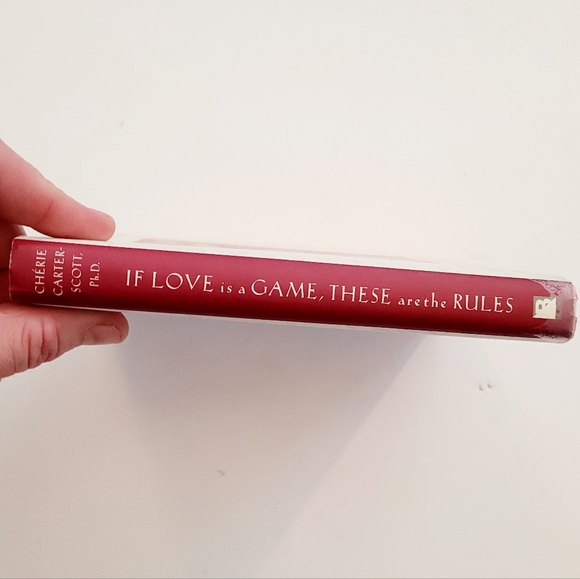 CHÉRIE
CARTER-
SCOTT,
Ph.D.
IF LOVE is a GAME, THESE are the RULES